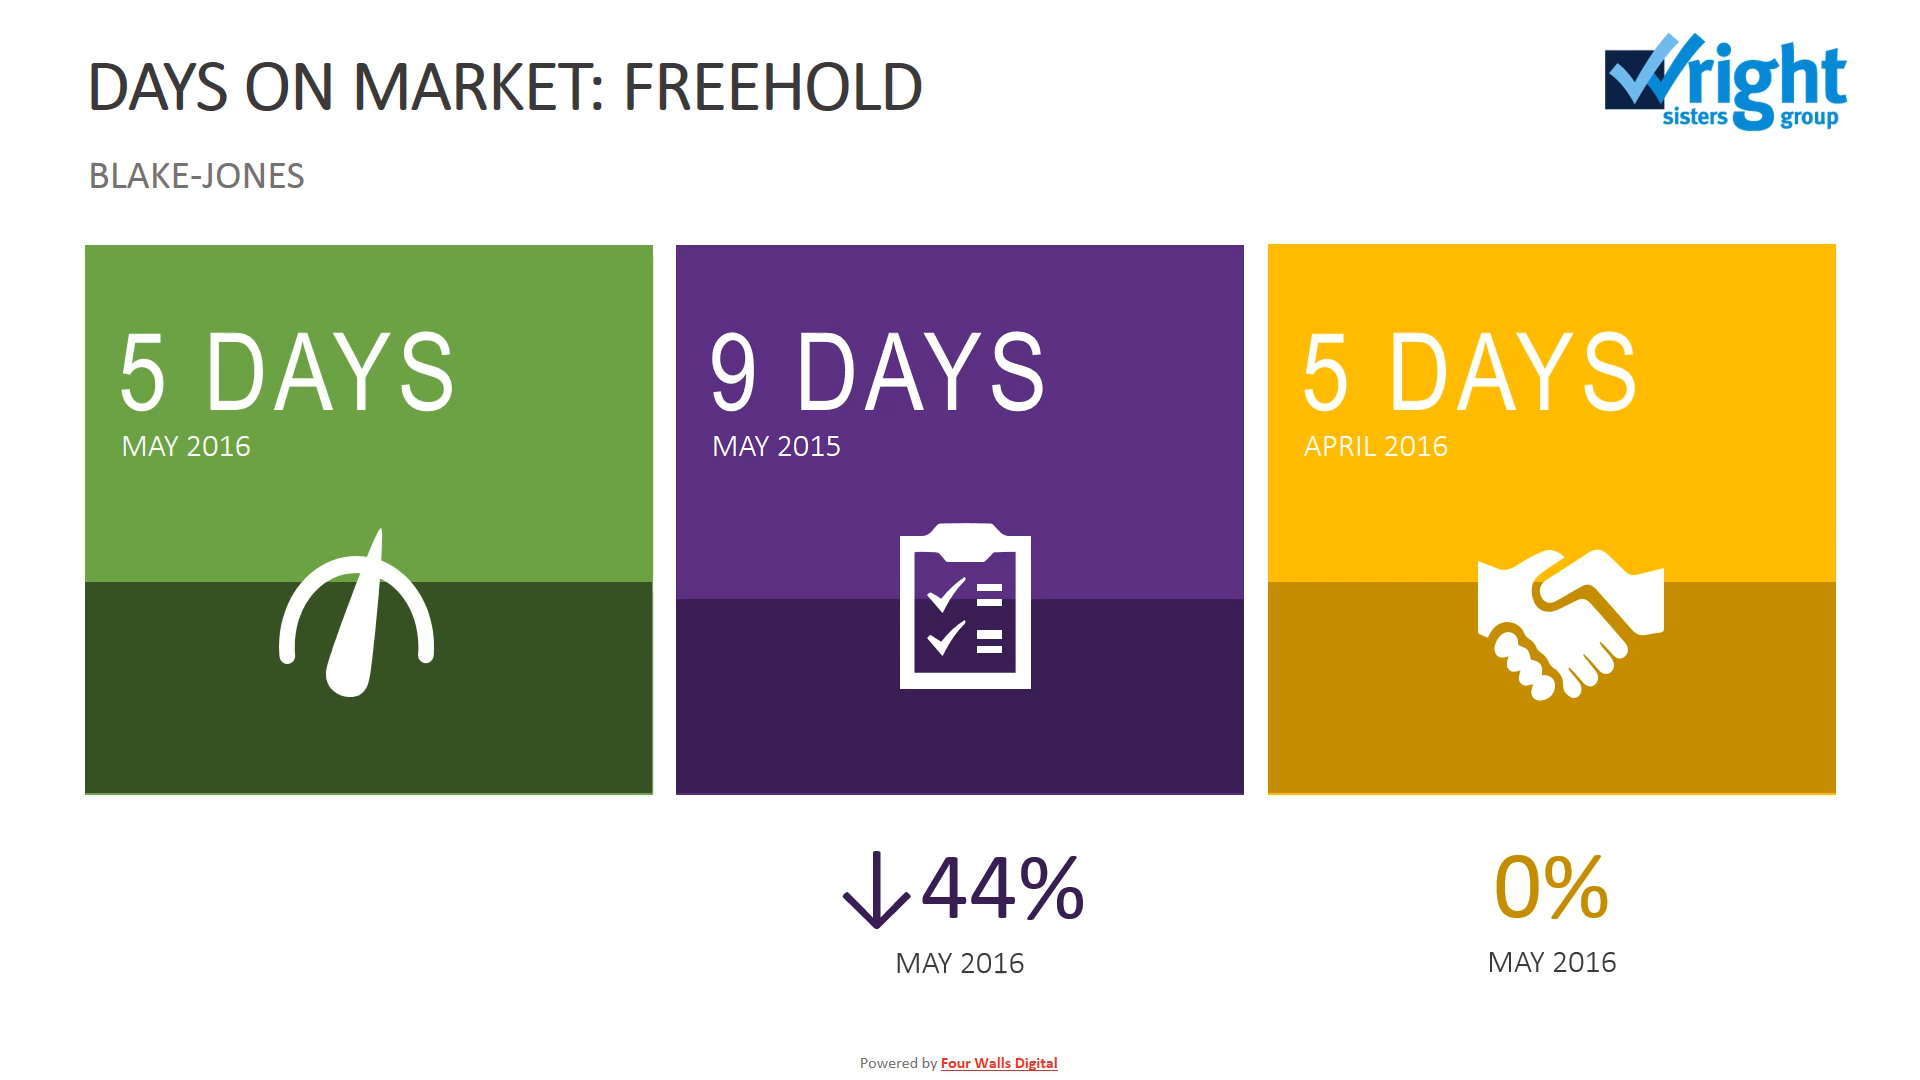 DAYS ON MARKET: FREEHOLD
Wright
sisters group
BLAKE-JONES
5 DAYS
MAY 2016
9 DAYS
MAY 2015
5 DAYS
APRIL 2016
↓44%
MAY 2016
0%
MAY 2016
Powered by Four Walls Digital